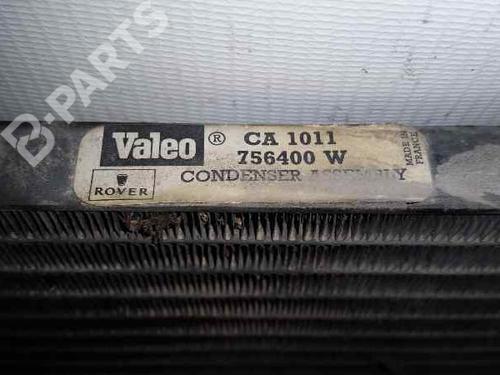 B-PARTS
Valeo ® CA 1011
756400 W
ROVER CONDENSER ASSEMBLY
MADE IN
FRANCE